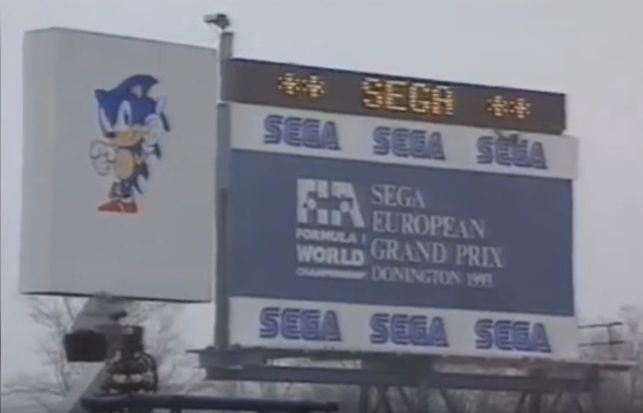 ** SEGA **
SEGA SEGA SEGA
FIA
FORMULA 1
WORLD
CHAMPIONSHIP
SEGA
EUROPEAN
GRAND PRIX
DONINGTON 1993
SEGA SEGA SEGA